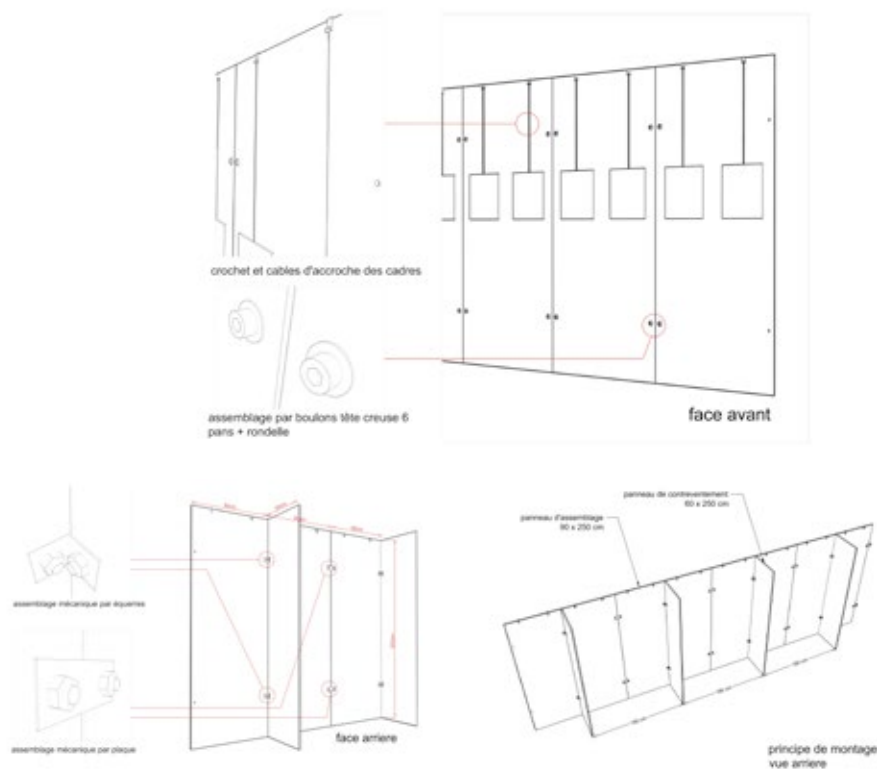 crochet et cables d'accroche des cadres
assemblage par boulons tête creuse 6
pans + rondelle
face avant
assemblage mécanique par équerres
assemblage mécanique par plaque
face arriere
panneau de contreventement
60 x 250 cm
panneau d'assemblage
90 x 250 cm
principe de montage
vue arriere